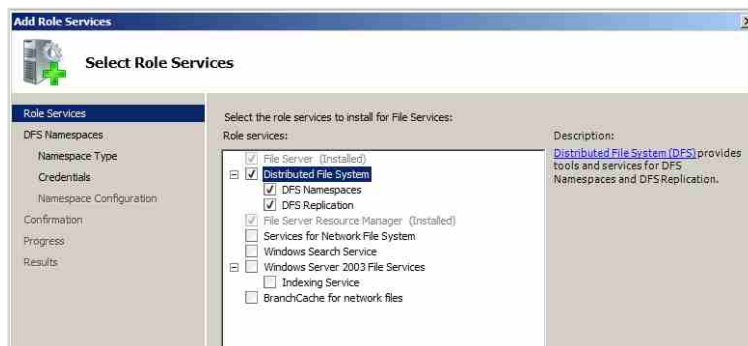 Add Role Services
Select Role Services
Role Services
DFS Namespaces
Namespace Type
Credentials
Namespace Configuration
Confirmation
Progress
Results
Select the role services to install for File Services:
Role services:
File Server (Installed)
Distributed File System
DFS Namespaces
DFS Replication
File Server Resource Manager (Installed)
Services for Network File System
Windows Search Service
Windows Server 2003 File Services
Indexing Service
BranchCache for network files
Description:
Distributed File System (DFS) provides
tools and services for DFS
Namespaces and DFS Replication.